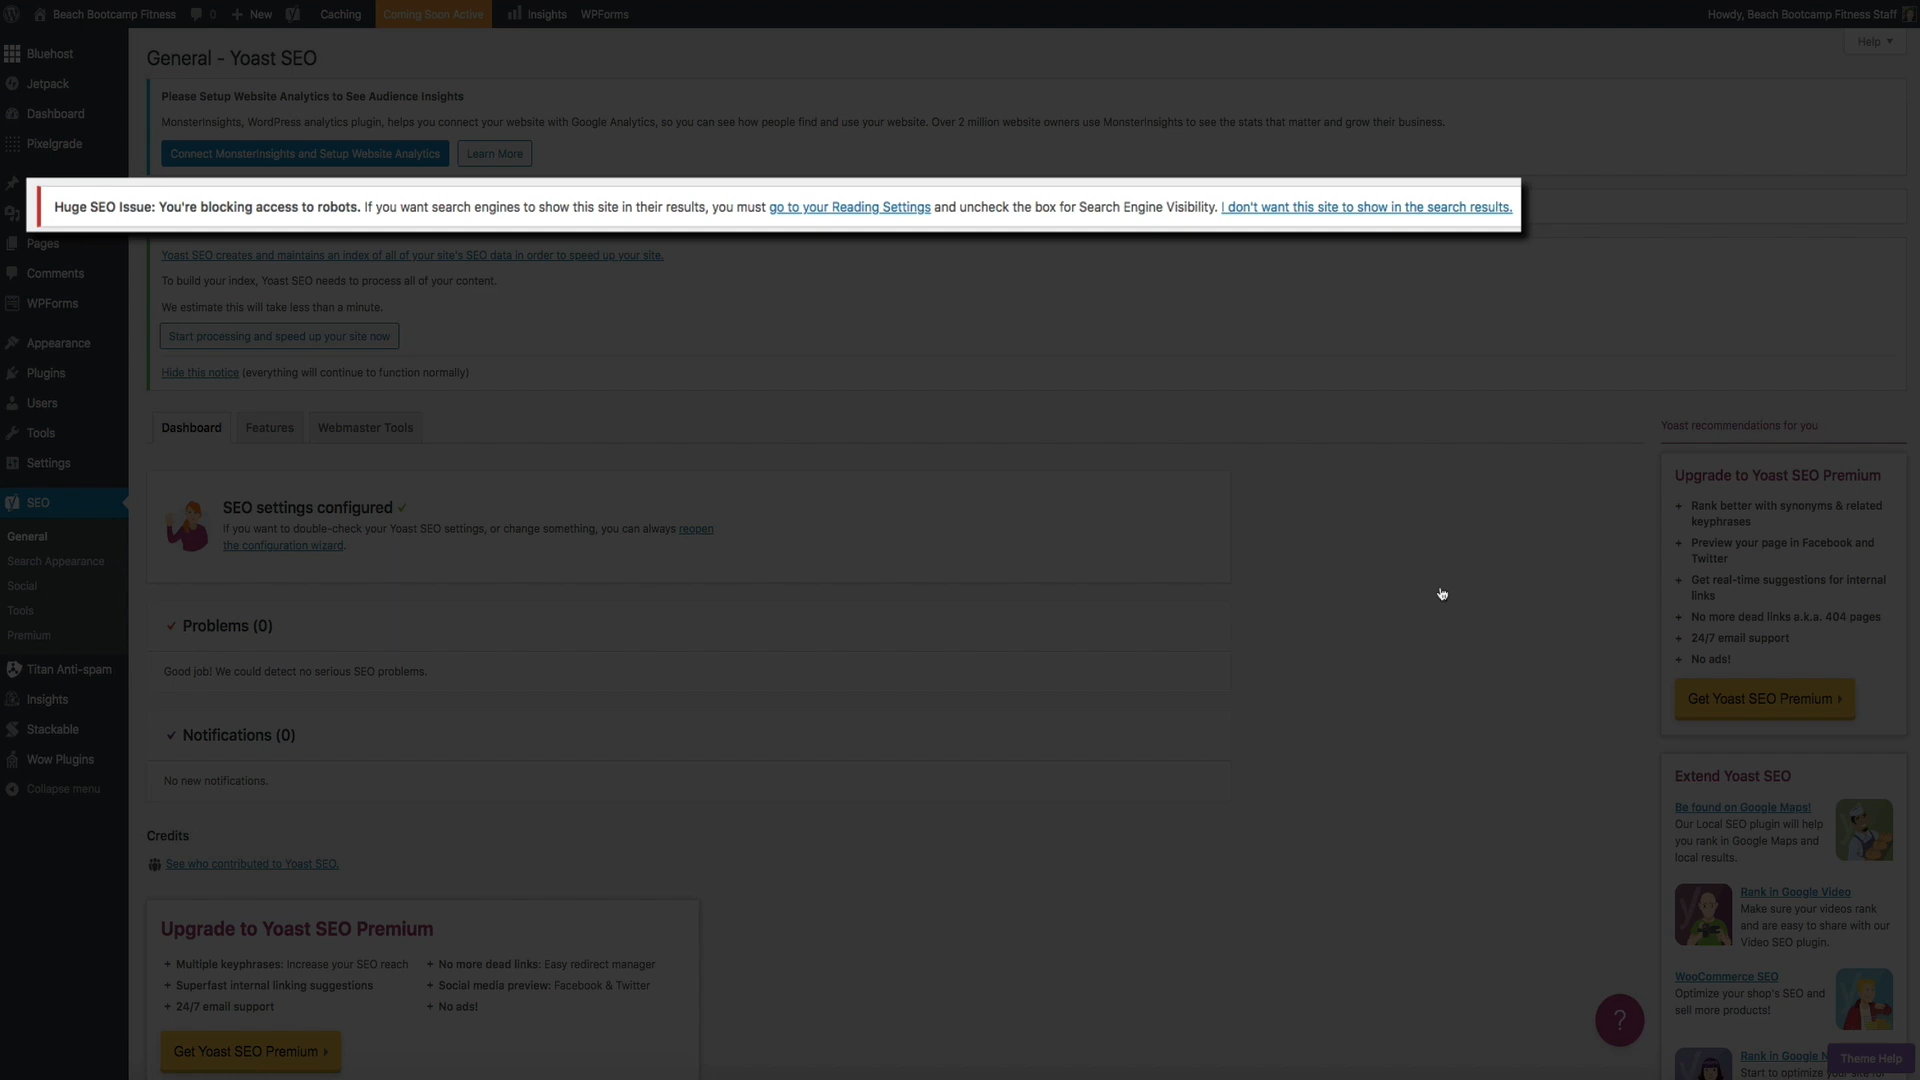 Beach Bootcamp Fitness 0 New Caching Coming Soon Active Insights WPForms Howdy, Beach Bootcamp Fitness Staff
Help
Bluehost
Jetpack
Dashboard
Pixelgrade
Pages
Comments
WPForms
Appearance
Plugins
Users
Tools
Settings
SEO
General
Search Appearance
Social
Tools
Premium
Titan Anti-spam
Insights
Stackable
Wow Plugins
Collapse menu
General - Yoast SEO
Please Setup Website Analytics to See Audience Insights
MonsterInsights, WordPress analytics plugin, helps you connect your website with Google Analytics, so you can see how people find and use your website. Over 2 million website owners use MonsterInsights to see the stats that matter and grow their business.
Connect MonsterInsights and Setup Website Analytics Learn More
Huge SEO Issue: You're blocking access to robots. If you want search engines to show this site in their results, you must go to your Reading Settings and uncheck the box for Search Engine Visibility. I don't want this site to show in the search results.
Yoast SEO creates and maintains an index of all of your site's SEO data in order to speed up your site.
To build your index, Yoast SEO needs to process all of your content.
We estimate this will take less than a minute.
Start processing and speed up your site now
Hide this notice (everything will continue to function normally)
Dashboard Features Webmaster Tools
SEO settings configured
If you want to double-check your Yoast SEO settings, or change something, you can always reopen
the configuration wizard.
Problems (0)
Good job! We could detect no serious SEO problems.
Notifications (0)
No new notifications.
Credits
See who contributed to Yoast SEO.
Upgrade to Yoast SEO Premium
+ Multiple keyphrases: Increase your SEO reach
+ Superfast internal linking suggestions
+ 24/7 email support
+ No more dead links: Easy redirect manager
+ Social media preview: Facebook & Twitter
+ No ads!
Get Yoast SEO Premium
Yoast recommendations for you
Upgrade to Yoast SEO Premium
+ Rank better with synonyms & related
keyphrases
+ Preview your page in Facebook and
Twitter
+ Get real-time suggestions for internal
links
+ No more dead links a.k.a. 404 pages
+ 24/7 email support
+ No ads!
Get Yoast SEO Premium
Extend Yoast SEO
Be found on Google Maps!
Our Local SEO plugin will help
you rank in Google Maps and
local results.
Rank in Google Video
Make sure your videos rank
and are easy to share with our
Video SEO plugin.
WooCommerce SEO
Optimize your shop's SEO and
sell more products!
Rank in Google
Start to optimize
?
Theme Help